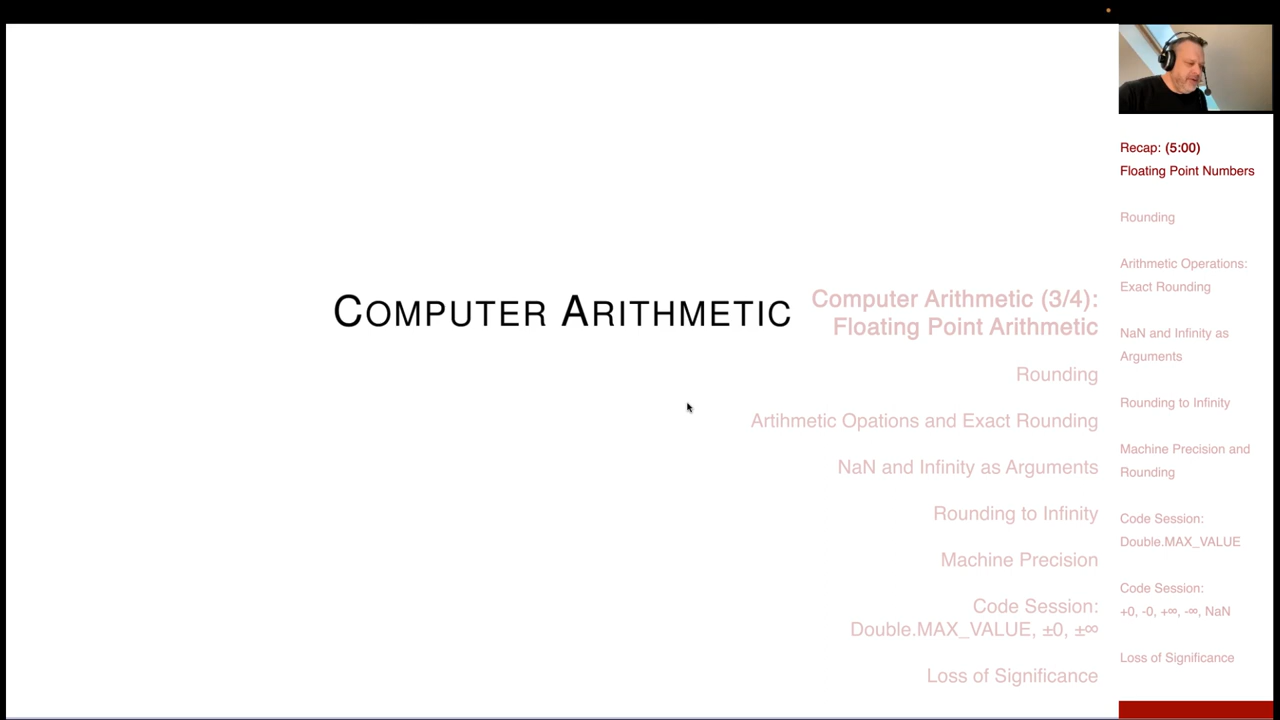 COMPUTER ARITHMETIC
Computer Arithmetic (3/4):
Floating Point Arithmetic
Rounding
Artihmetic Opations and Exact Rounding
NaN and Infinity as Arguments
Rounding to Infinity
Machine Precision
Code Session:
Double.MAX_VALUE, ±0, ±∞
Loss of Significance
Recap: (5:00)
Floating Point Numbers
Rounding
Arithmetic Operations:
Exact Rounding
NaN and Infinity as
Arguments
Rounding to Infinity
Machine Precision and
Rounding
Code Session:
Double.MAX_VALUE
Code Session:
+0, -0, +∞, -∞, NaN
Loss of Significance